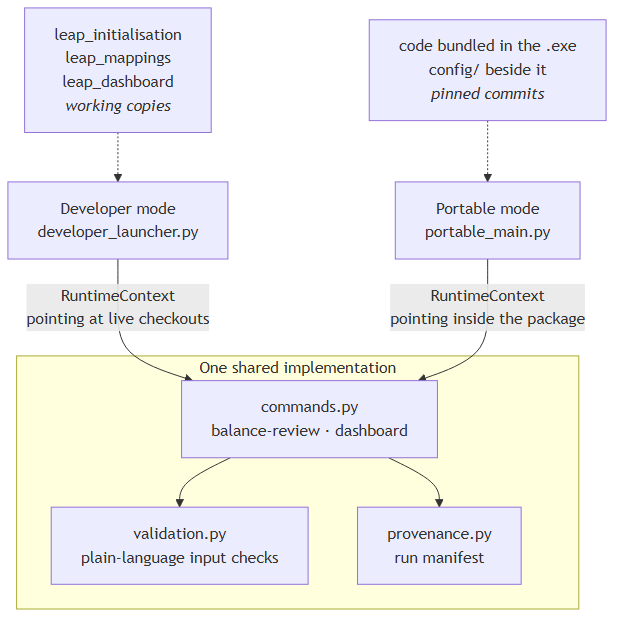 leap_initialisation
leap_mappings
leap_dashboard
working copies
code bundled in the .exe
config/ beside it
pinned commits
Developer mode
developer_launcher.py
Portable mode
portable_main.py
RuntimeContext
pointing at live checkouts
RuntimeContext
pointing inside the package
One shared implementation
commands.py
balance-review · dashboard
validation.py
plain-language input checks
provenance.py
run manifest